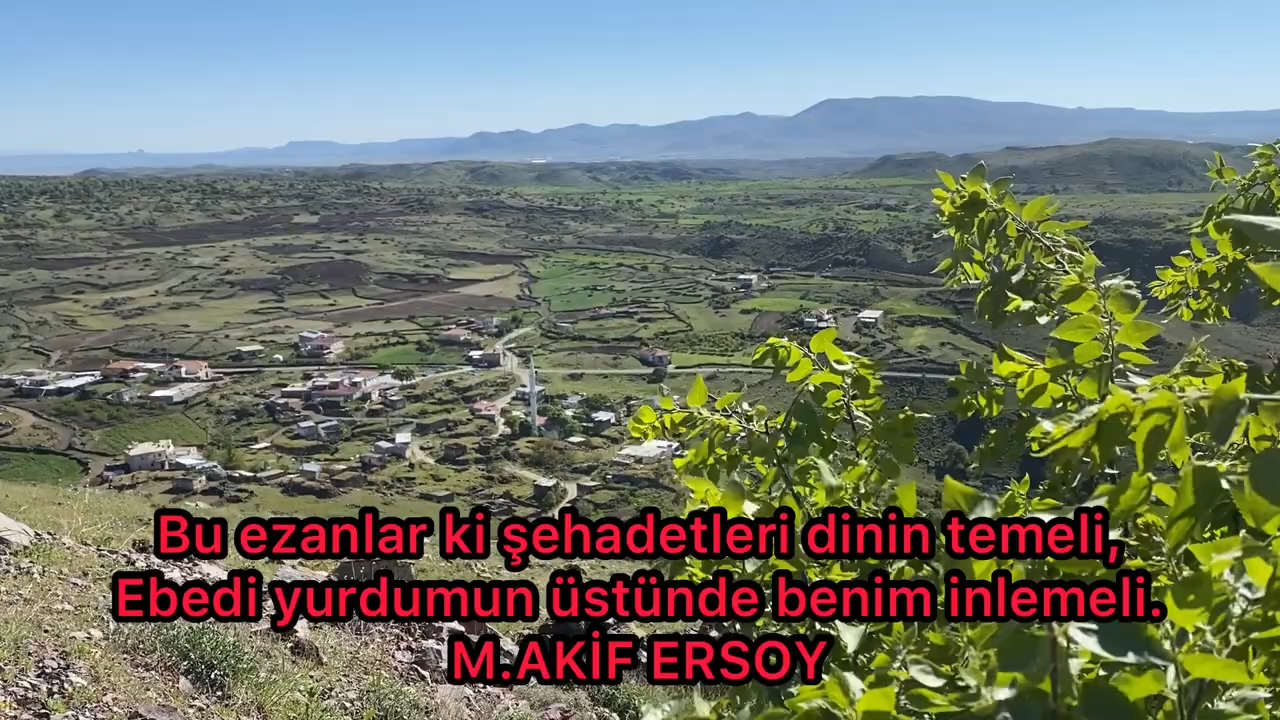 Bu ezanlar ki şehadetleri dinin temeli,
Ebedi yurdumun üstünde benim inlemeli.
M.AKİF ERSOY